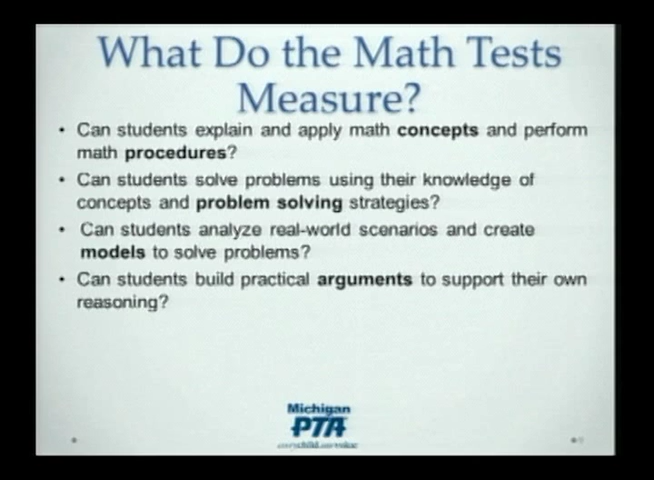 What Do the Math Tests
Measure?
• Can students explain and apply math concepts and perform
math procedures?
• Can students solve problems using their knowledge of
concepts and problem solving strategies?
• Can students analyze real-world scenarios and create
models to solve problems?
• Can students build practical arguments to support their own
reasoning?
Michigan
PTA